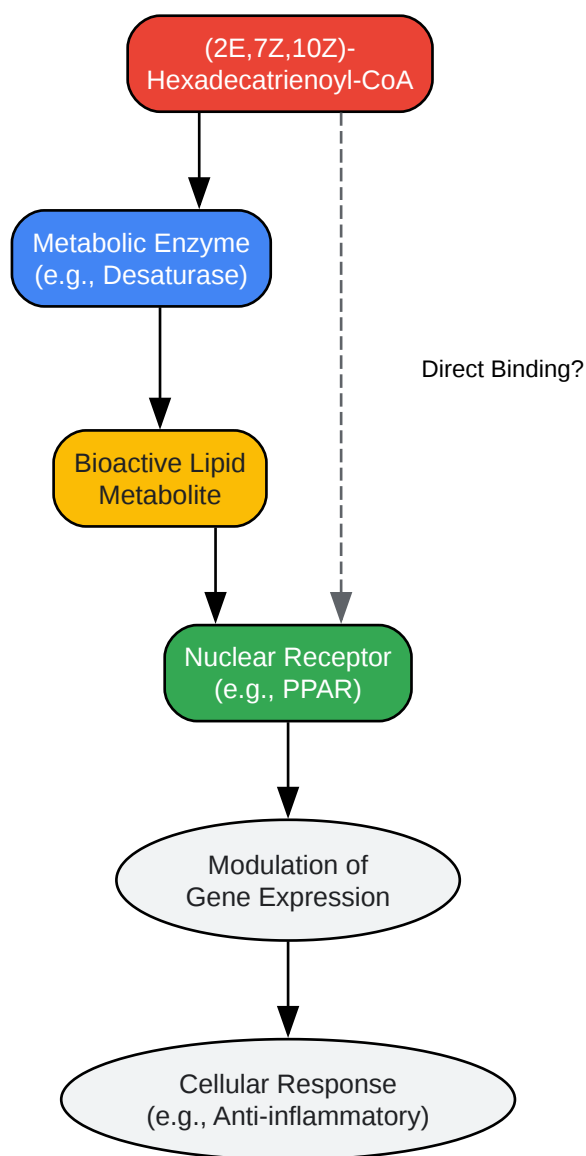 (2E,7Z,10Z)-
Hexadecatrienoyl-CoA
Metabolic Enzyme
(e.g., Desaturase)
Direct Binding?
Bioactive Lipid
Metabolite
Nuclear Receptor
(e.g., PPAR)
Modulation of
Gene Expression
Cellular Response
(e.g., Anti-inflammatory)